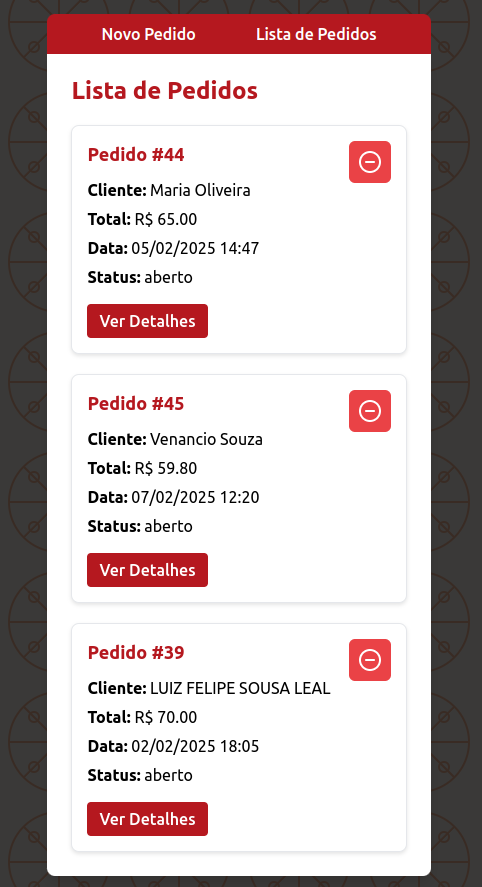 Novo Pedido Lista de Pedidos
Lista de Pedidos
Pedido #44
Cliente: Maria Oliveira
Total: R$ 65.00
Data: 05/02/2025 14:47
Status: aberto
Ver Detalhes
Pedido #45
Cliente: Venancio Souza
Total: R$ 59.80
Data: 07/02/2025 12:20
Status: aberto
Ver Detalhes
Pedido #39
Cliente: LUIZ FELIPE SOUSA LEAL
Total: R$ 70.00
Data: 02/02/2025 18:05
Status: aberto
Ver Detalhes